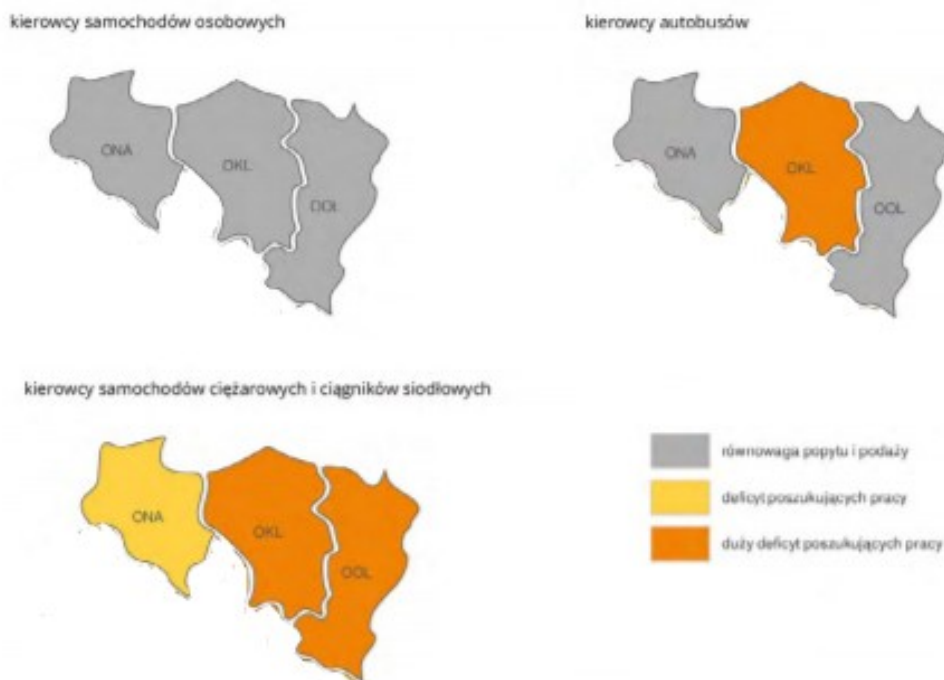 kierowcy samochodów osobowych
kierowcy autobusów
ONA
OKL
OOL
ONA
OKL
OOL
kierowcy samochodów ciężarowych i ciągników siodłowych
ONA
OKL
OOL
równowaga popytu i podaży
deficyt poszukujących pracy
duży deficyt poszukujących pracy